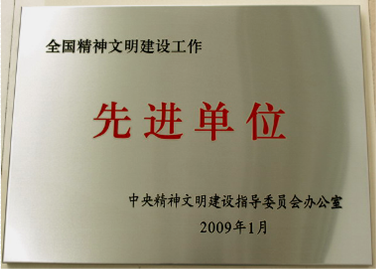 全国精神文明建设工作
先进单位
中央精神文明建设指导委员会办公室
2009年1月